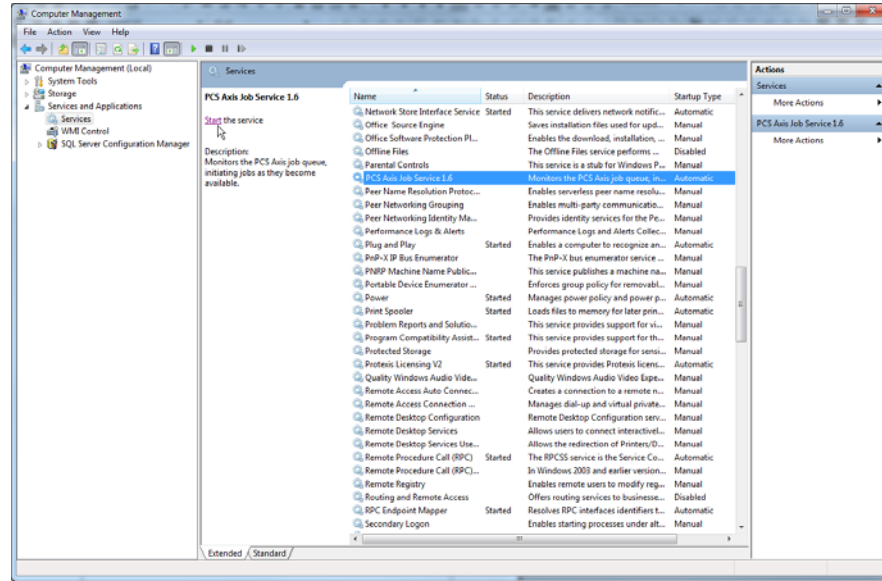 Computer Management
File Action View Help
Computer Management (Local)
System Tools
Storage
Services and Applications
Services
WMI Control
SQL Server Configuration Manager
Services
PCS Axis Job Service 1.6
Start the service
Description:
Monitors the PCS Axis job queue,
initiating jobs as they become
available.
Name Status Description Startup Type
Network Store Interface Service Started This service delivers network notific... Automatic
Office Source Engine Saves installation files used for upd... Manual
Office Software Protection Pl... Enables the download, installation, ... Manual
Offline Files The Offline Files service performs ... Disabled
Parental Controls This service is a stub for Windows P... Manual
PCS Axis Job Service 1.6 Monitors the PCS Axis job queue, in... Automatic
Peer Name Resolution Protoc... Enables serverless peer name resolu... Manual
Peer Networking Grouping Enables multi-party communicatio... Manual
Peer Networking Identity Ma... Provides identity services for the Pe... Manual
Performance Logs & Alerts Performance Logs and Alerts Collec... Manual
Plug and Play Started Enables a computer to recognize an... Automatic
PnP-X IP Bus Enumerator The PnP-X bus enumerator service ... Manual
PNRP Machine Name Public... This service publishes a machine na... Manual
Portable Device Enumerator ... Enforces group policy for removabl... Manual
Power Started Manages power policy and power p... Automatic
Print Spooler Started Loads files to memory for later prin... Automatic
Problem Reports and Solutio... This service provides support for vi... Manual
Program Compatibility Assist... Started This service provides support for th... Manual
Protected Storage Provides protected storage for sensi... Manual
Protexis Licensing V2 Started This service provides Protexis licens... Automatic
Quality Windows Audio Vide... Quality Windows Audio Video Expe... Manual
Remote Access Auto Connec... Creates a connection to a remote n... Manual
Remote Access Connection ... Manages dial-up and virtual private... Manual
Remote Desktop Configuration Remote Desktop Configuration serv... Manual
Remote Desktop Services Allows users to connect interactivel... Manual
Remote Desktop Services Use... Allows the redirection of Printers/D... Manual
Remote Procedure Call (RPC) Started The RPCSS service is the Service Co... Automatic
Remote Procedure Call (RPC)... In Windows 2003 and earlier version... Manual
Remote Registry Enables remote users to modify reg... Manual
Routing and Remote Access Offers routing services to businesse... Disabled
RPC Endpoint Mapper Started Resolves RPC interfaces identifiers t... Automatic
Secondary Logon Enables starting processes under alt... Manual
Extended Standard
Actions
Services
More Actions
PCS Axis Job Service 1.6
More Actions